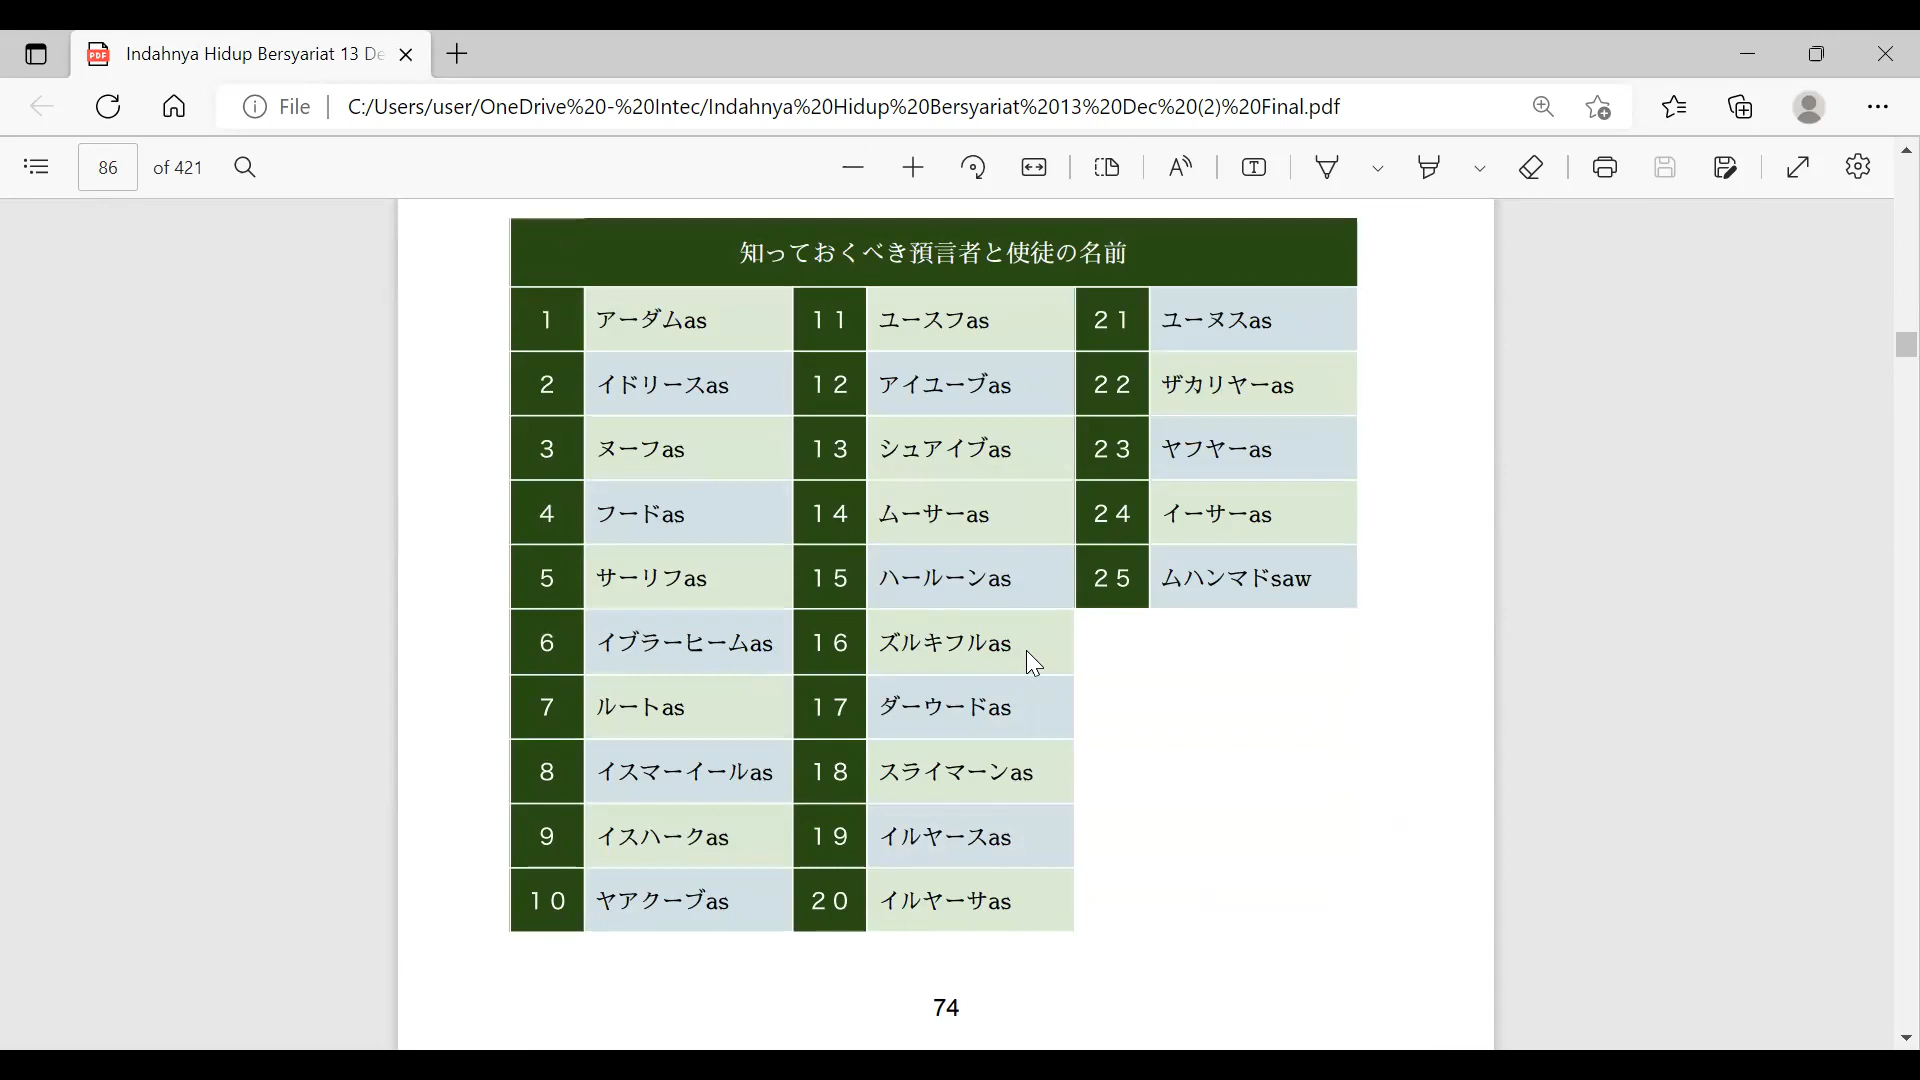 Indahnya Hidup Bersyariat 13 De
File
C:/Users/user/OneDrive%20-%20Intec/Indahnya%20Hidup%20Bersyariat%2013%20Dec%20(2)%20Final.pdf
86 of 421
知っておくべき預言者と使徒の名前
1 アーダムas 11 ユースフas 21 ユーヌスas
2 イドリースas 12 アイユーブas 22 ザカリヤーas
3 ヌーフas 13 シュアイブas 23 ヤフヤーas
4 フードas 14 ムーサーas 24 イーサーas
5 サーリフas 15 ハールーンas 25 ムハンマドsaw
6 イブラーヒームas 16 ズルキフルas
7 ルートas 17 ダーウードas
8 イスマーイールas 18 スライマーンas
9 イスハークas 19 イルヤースas
10 ヤアクーブas 20 イルヤーサas
74